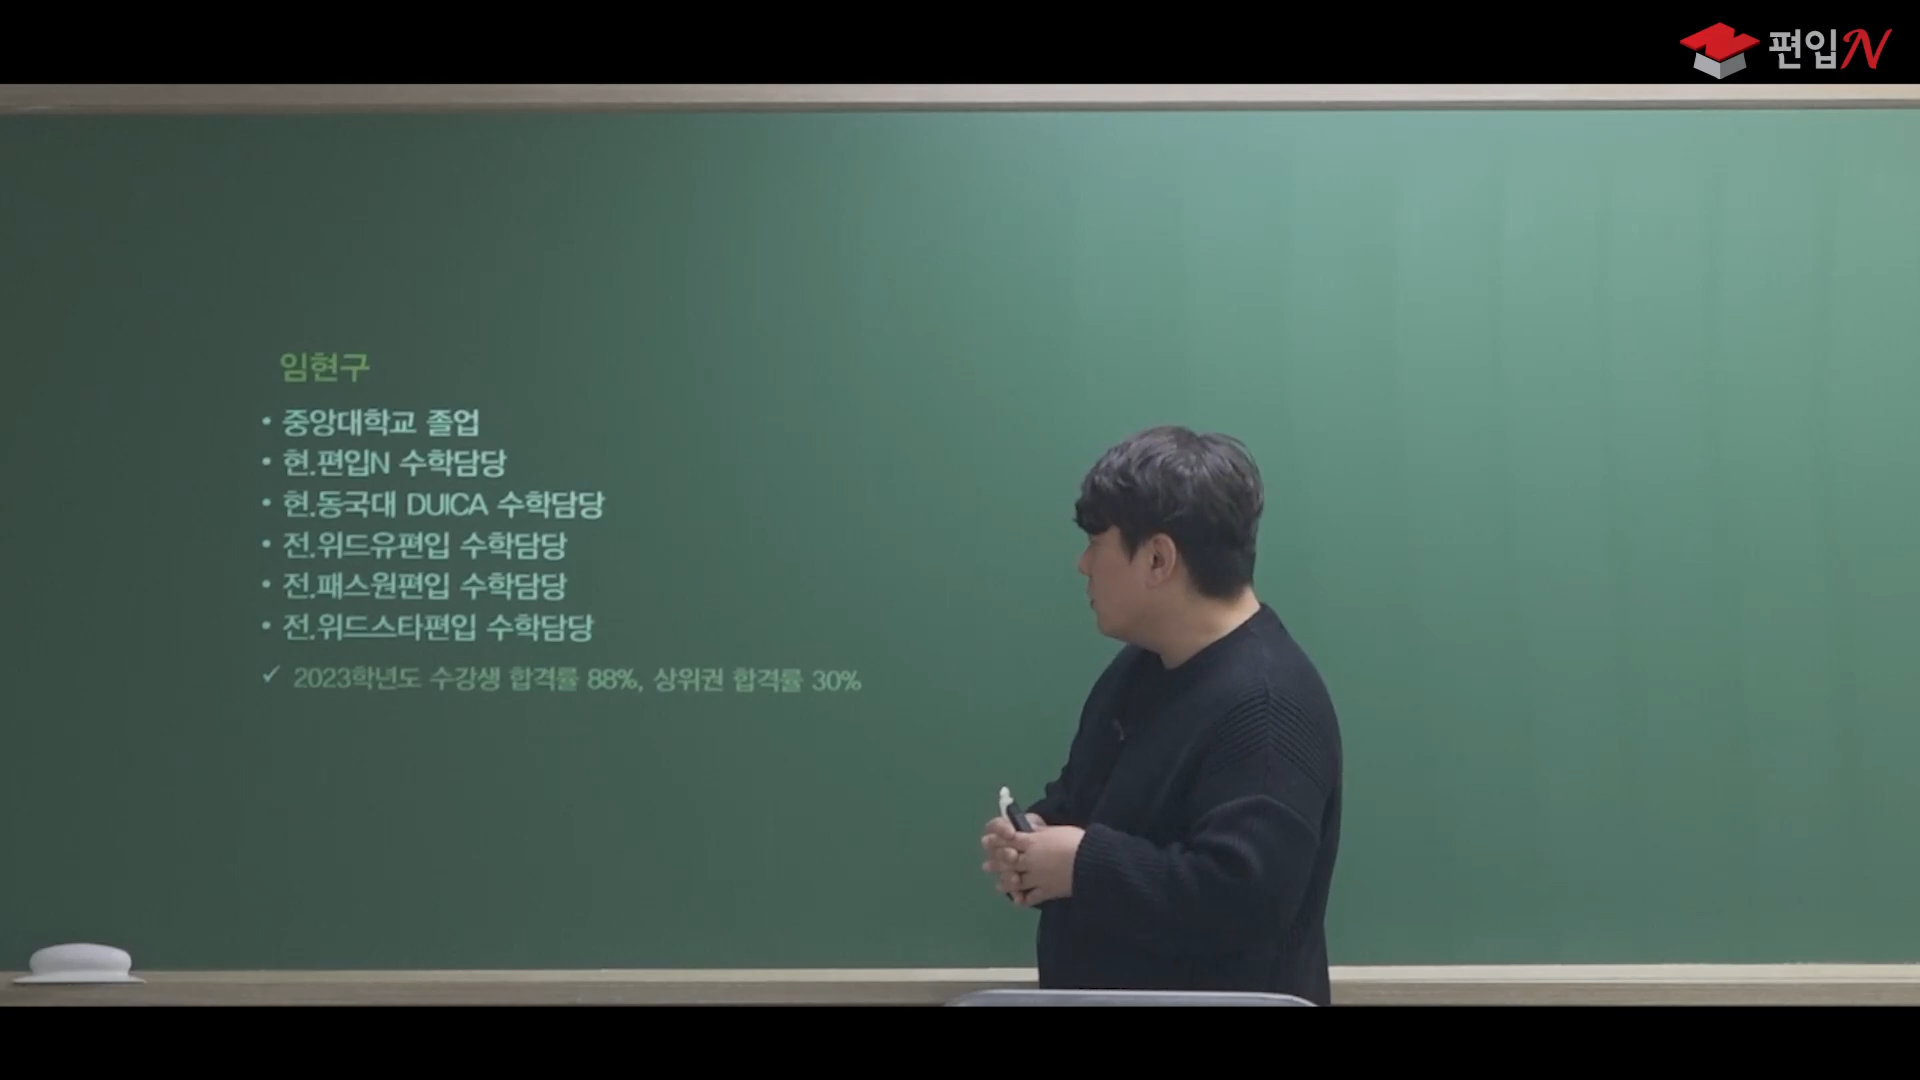 편입N
임현구
• 중앙대학교 졸업
• 현.편입N 수학담당
• 현.동국대 DUICA 수학담당
• 전.위드유편입 수학담당
• 전.패스원편입 수학담당
• 전.위드스타편입 수학담당
✓ 2023학년도 수강생 합격률 88%, 상위권 합격률 30%